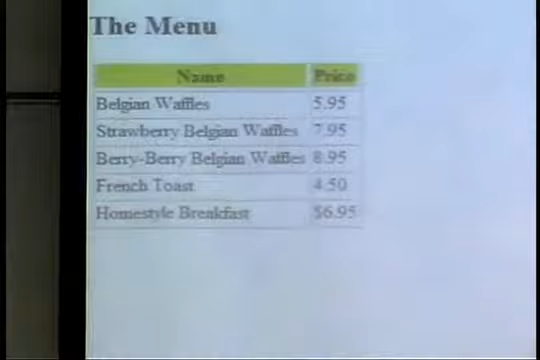 The Menu
Name Price
Belgian Waffles 5.95
Strawberry Belgian Waffles 7.95
Berry-Berry Belgian Waffles 8.95
French Toast 4.50
Homestyle Breakfast $6.95